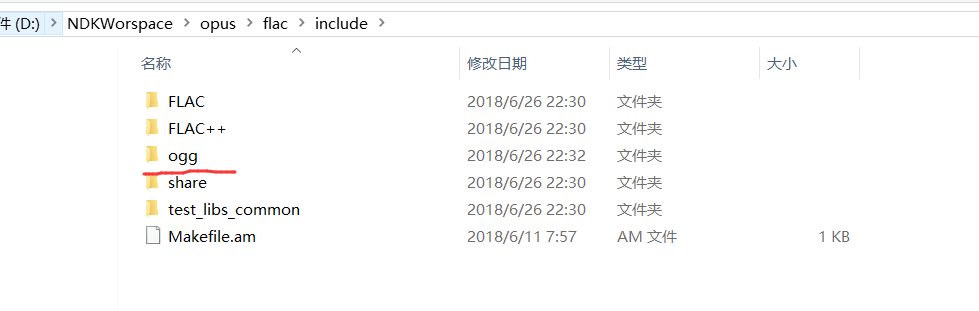 件 (D:) > NDKWorspace > opus > flac > include >
名称 修改日期 类型 大小
FLAC 2018/6/26 22:30 文件夹
FLAC++ 2018/6/26 22:30 文件夹
ogg 2018/6/26 22:32 文件夹
share 2018/6/26 22:30 文件夹
test_libs_common 2018/6/26 22:30 文件夹
Makefile.am 2018/6/11 7:57 AM 文件 1 KB